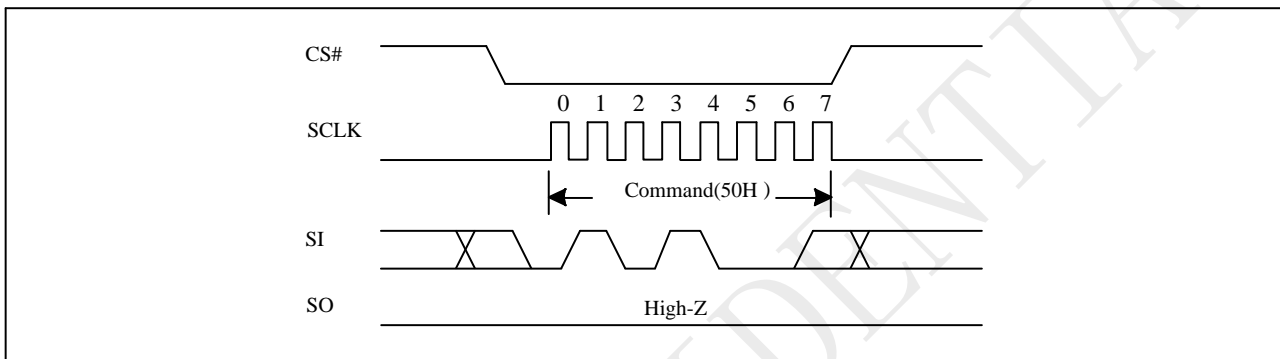 CS#
0 1 2 3 4 5 6 7
SCLK
Command(50H )
SI
SO
High-Z